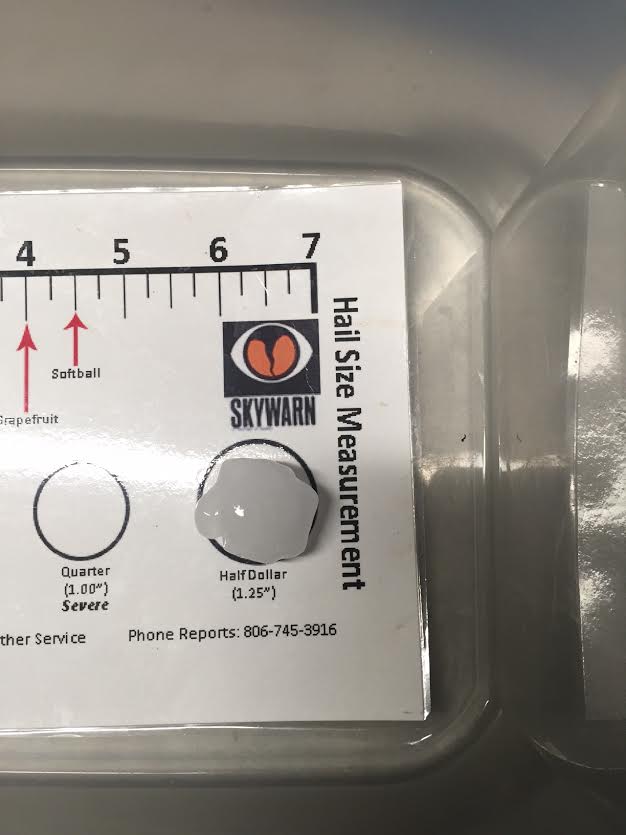 4 5 6 7
Softball
Grapefruit
SKYWARN
Hail Size Measurement
Quarter
(1.00")
Severe
Half Dollar
(1.25")
ther Service
Phone Reports: 806-745-3916